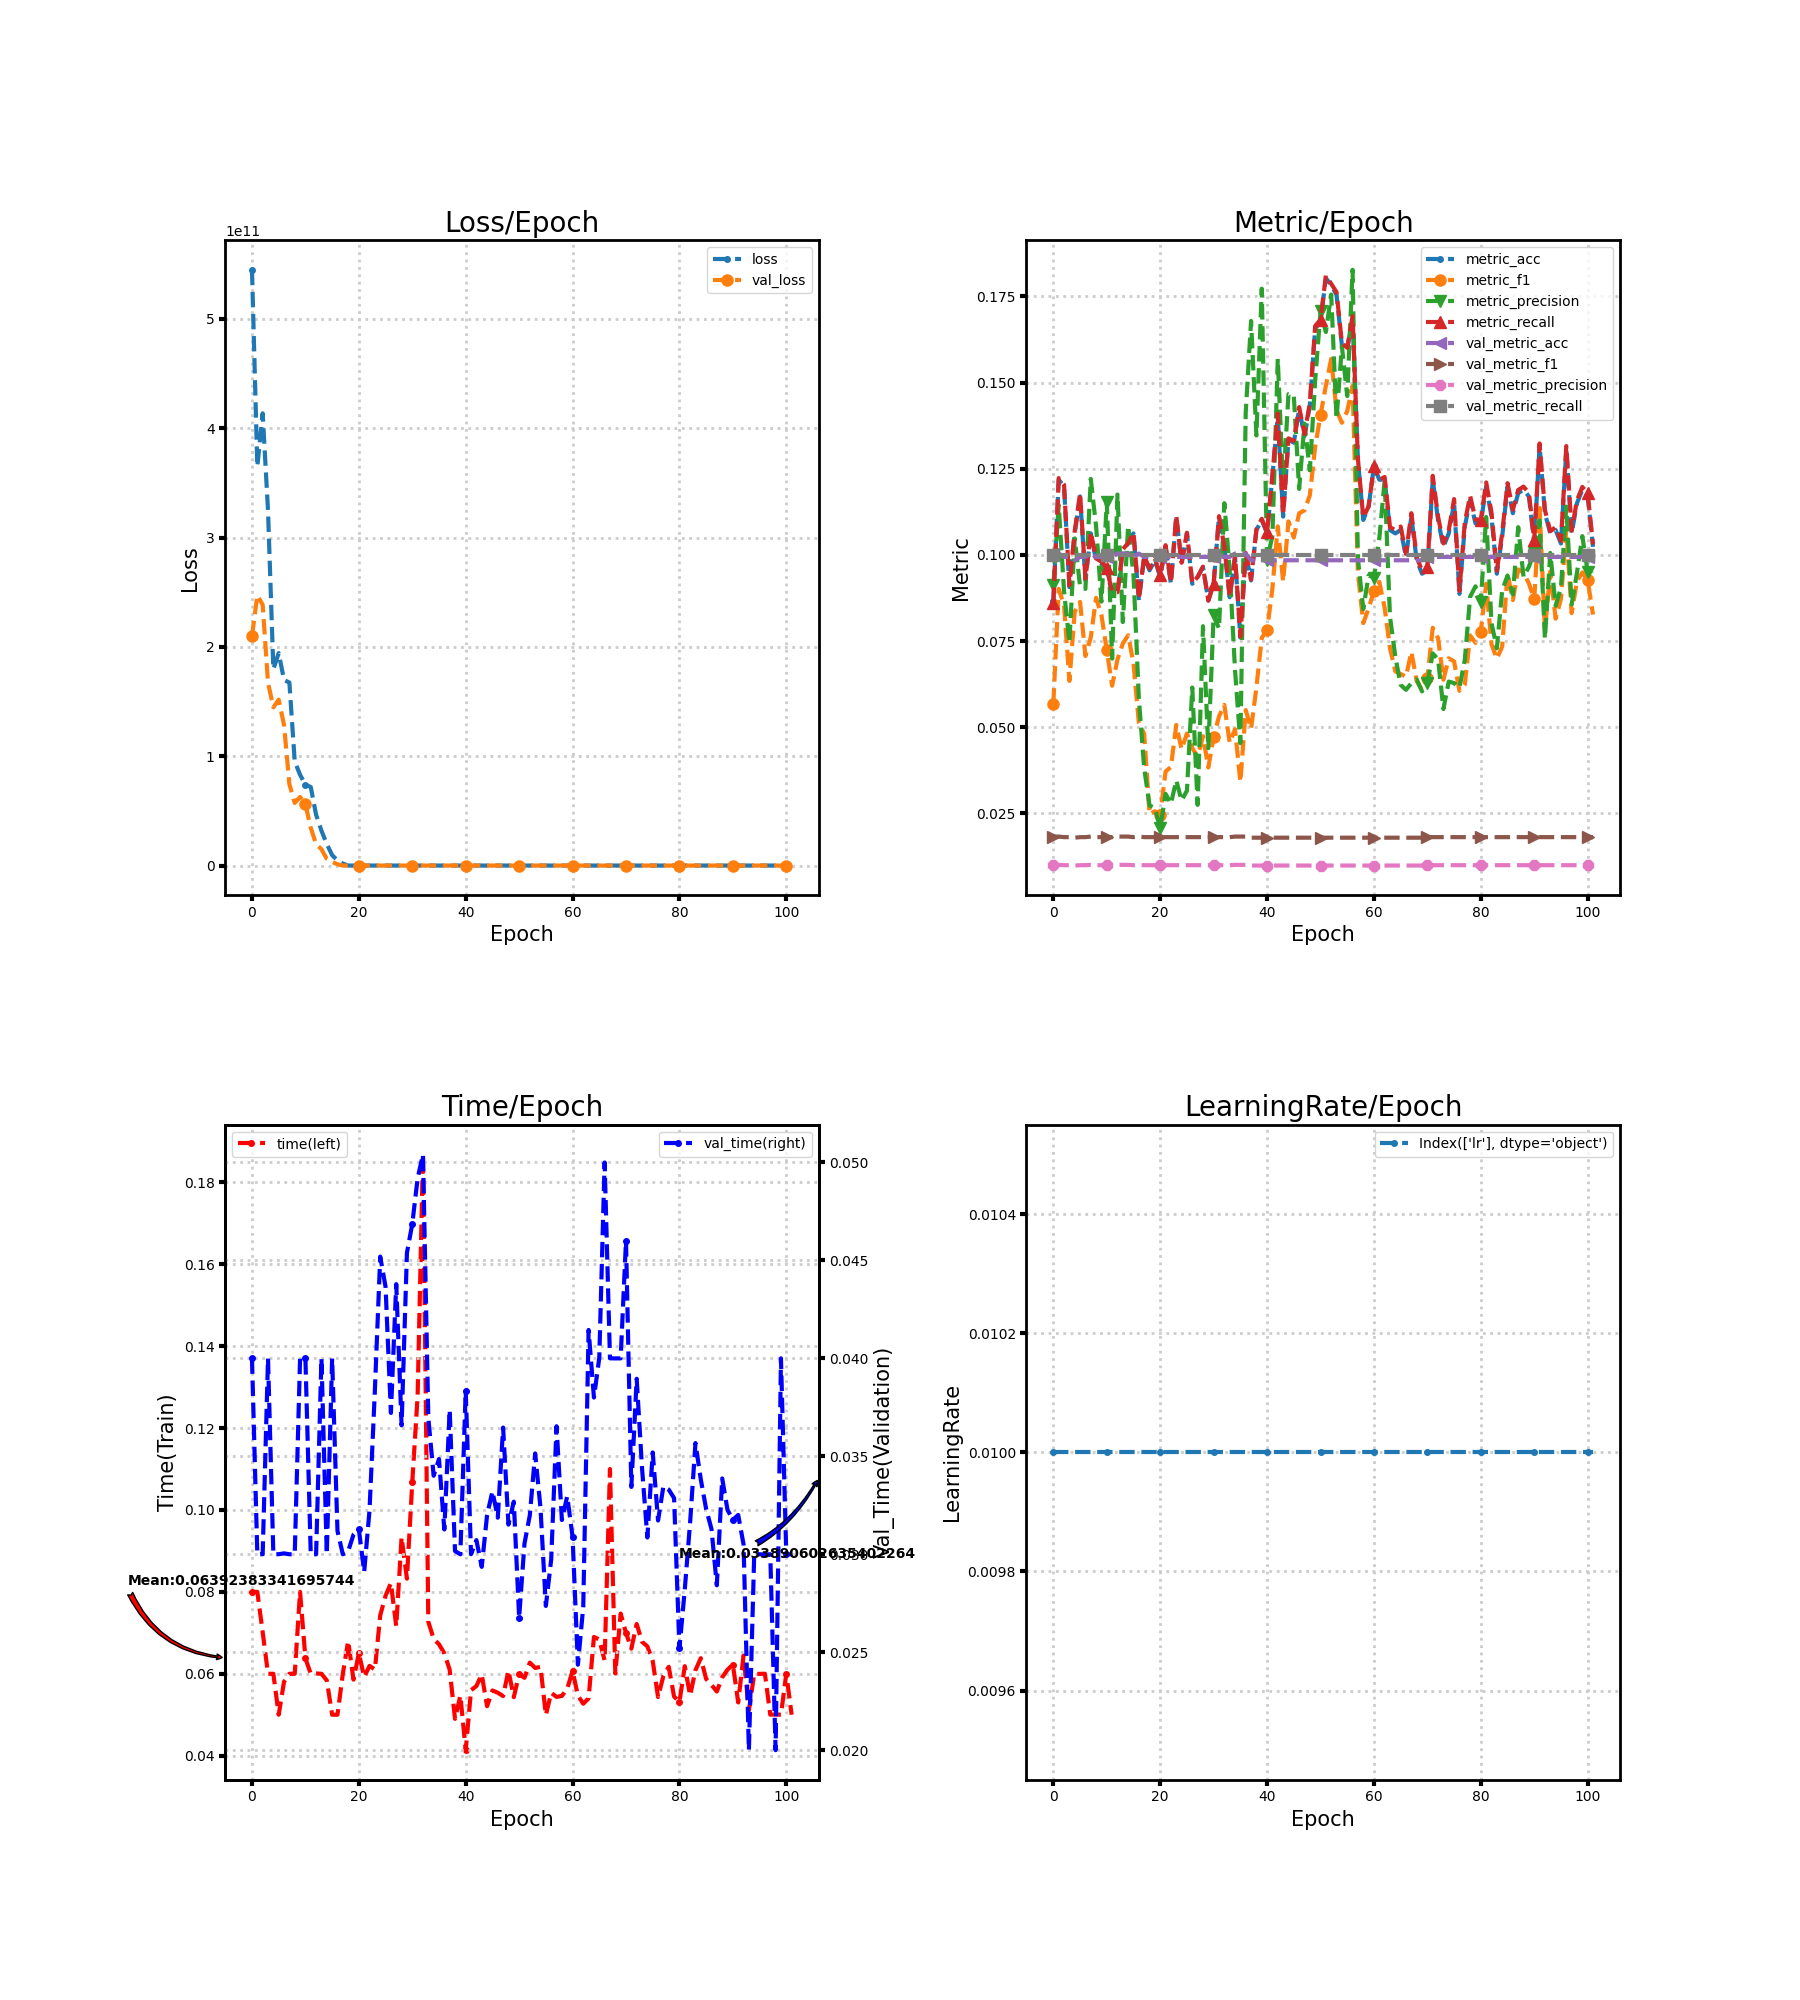 Loss/Epoch
1e11
loss
val_loss
5
4
3
2
1
0
Loss
0 20 40 60 80 100
Epoch
Metric/Epoch
metric_acc
metric_f1
metric_precision
metric_recall
val_metric_acc
val_metric_f1
val_metric_precision
val_metric_recall
0.175
0.150
0.125
0.100
0.075
0.050
0.025
Metric
0 20 40 60 80 100
Epoch
Time/Epoch
time(left)
val_time(right)
0.18
0.16
0.14
0.12
0.10
0.08
0.06
0.04
Time(Train)
0.050
0.045
0.040
0.035
0.030
0.025
0.020
Val_Time(Validation)
Mean:0.06392383341695744
Mean:0.033890602635402264
0 20 40 60 80 100
Epoch
LearningRate/Epoch
Index(['lr'], dtype='object')
0.0104
0.0102
0.0100
0.0098
0.0096
LearningRate
0 20 40 60 80 100
Epoch